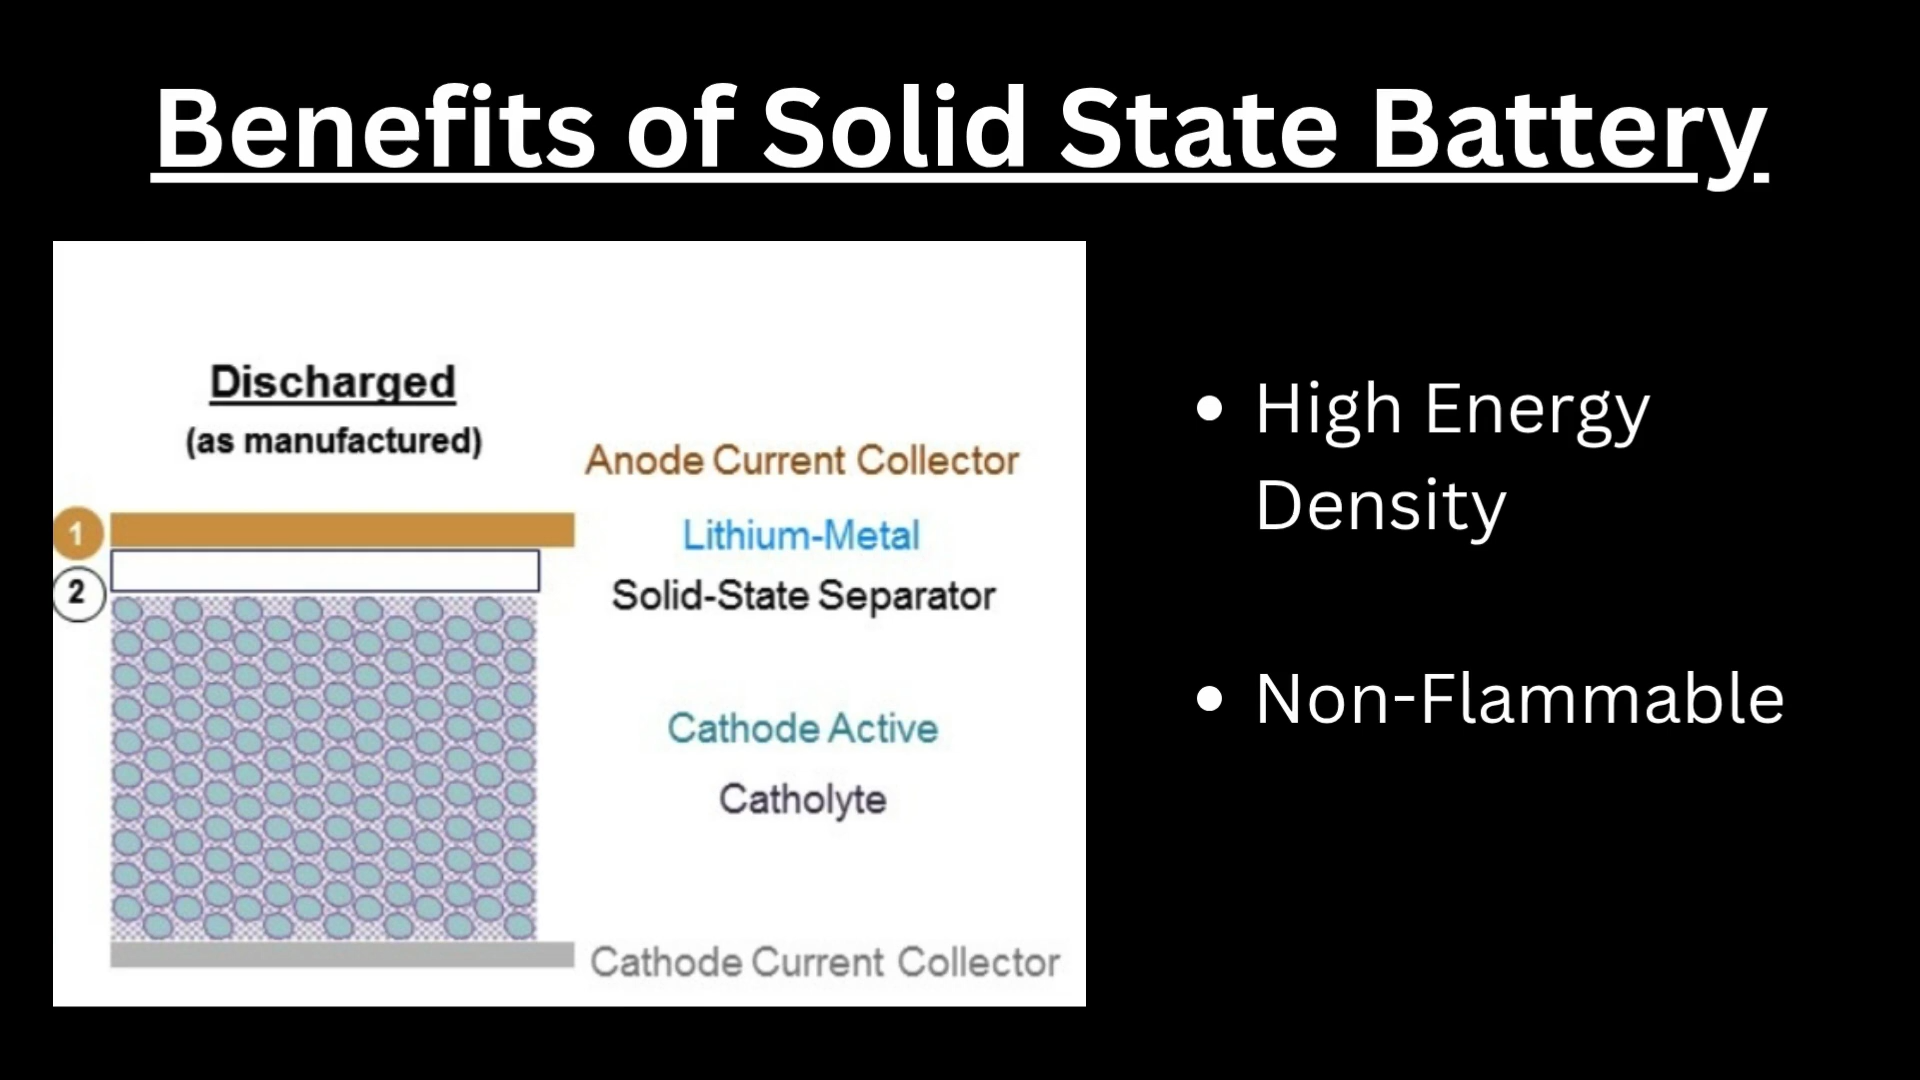 Benefits of Solid State Battery
Discharged
(as manufactured)
Anode Current Collector
1
Lithium-Metal
2
Solid-State Separator
Cathode Active
Catholyte
Cathode Current Collector
• High Energy
Density
• Non-Flammable